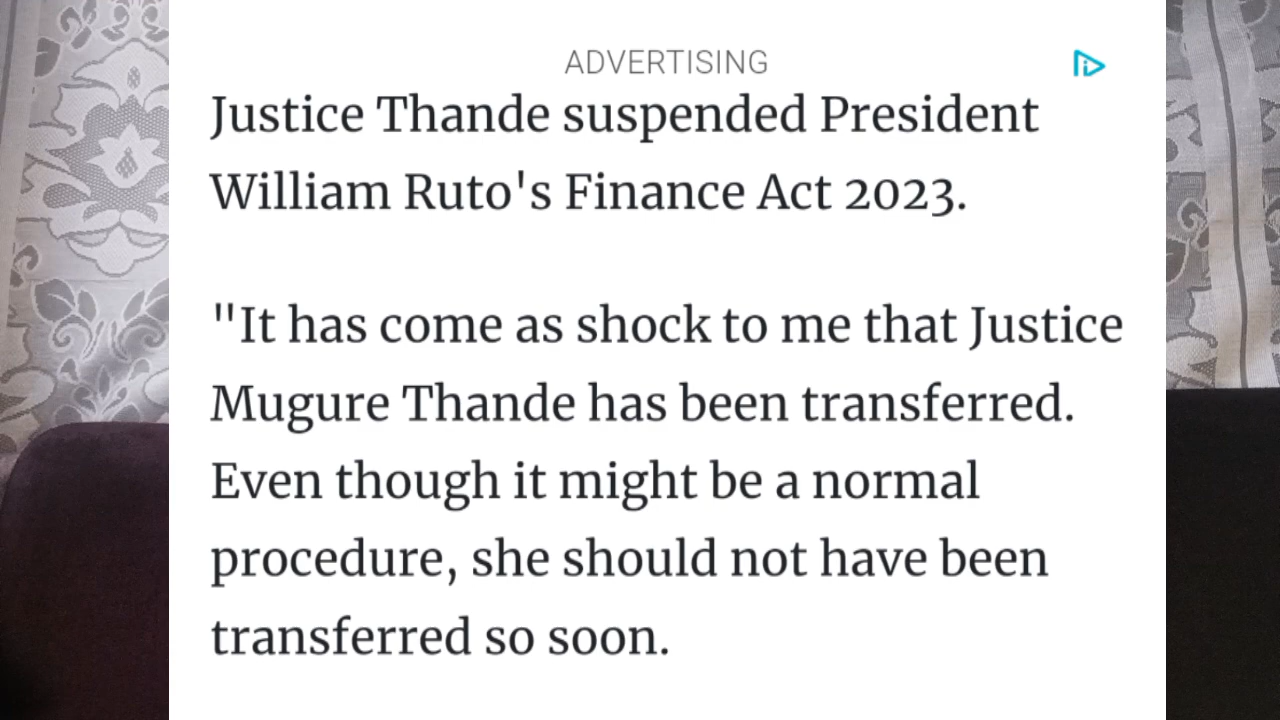 ADVERTISING
Justice Thande suspended President
William Ruto's Finance Act 2023.
"It has come as shock to me that Justice
Mugure Thande has been transferred.
Even though it might be a normal
procedure, she should not have been
transferred so soon.